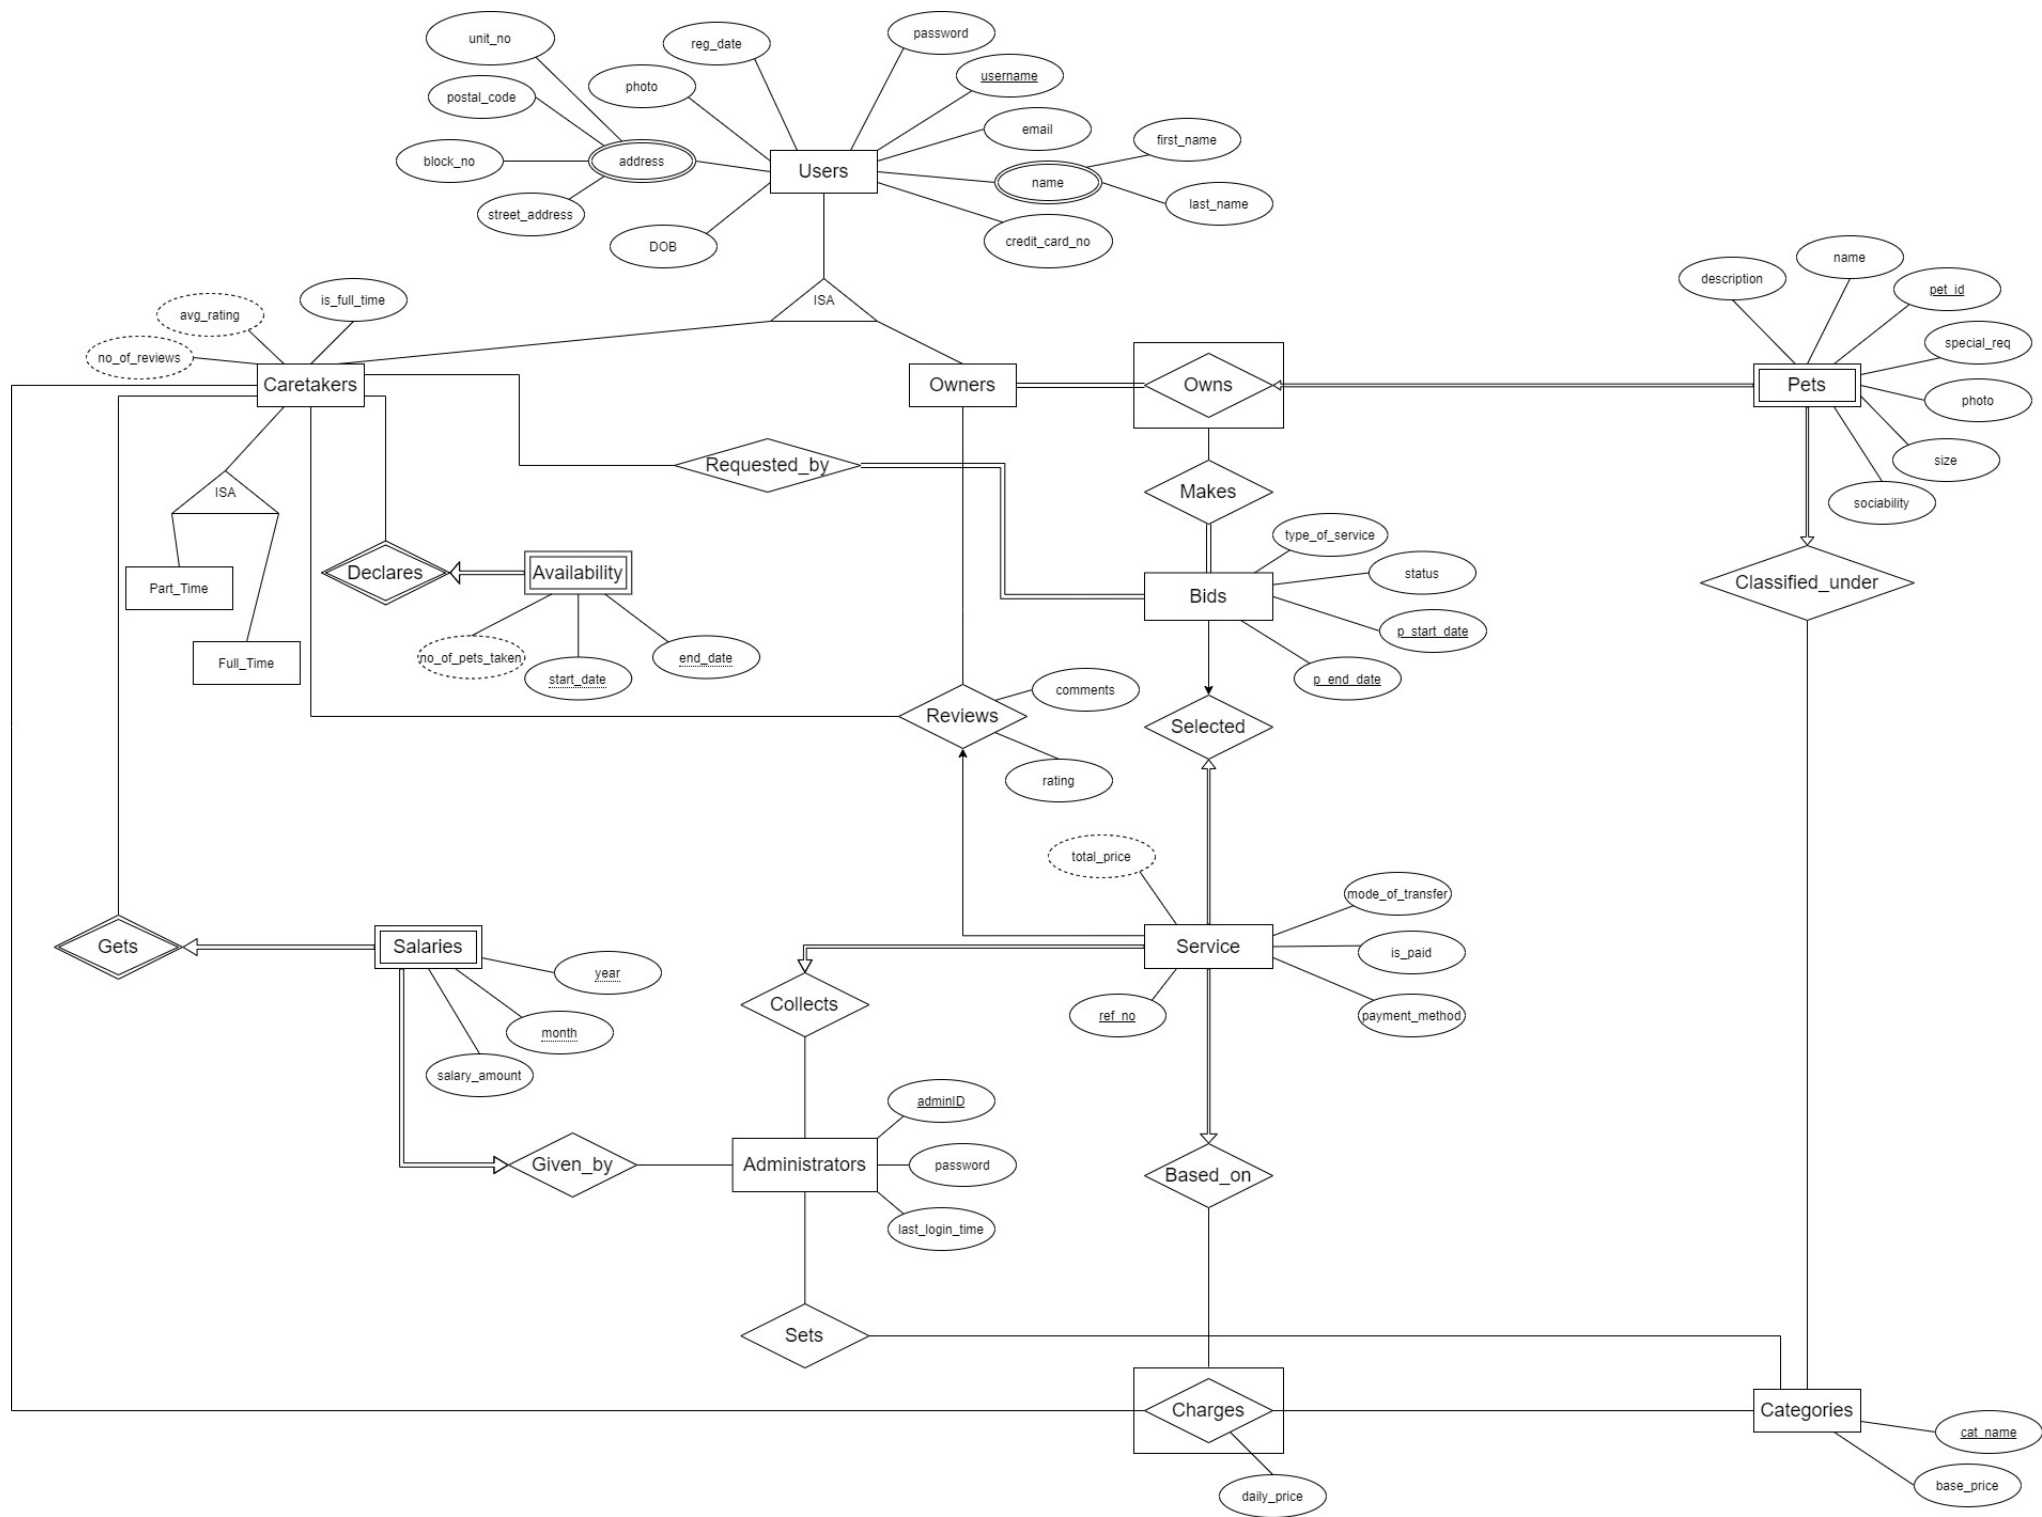 unit_no
reg_date
password
photo
username
postal_code
email
first_name
block_no
address
Users
name
last_name
street_address
DOB
credit_card_no
name
description
pet_id
is_full_time
ISA
avg_rating
special_req
no_of_reviews
Caretakers
Owners
Owns
Pets
photo
Requested_by
size
Makes
ISA
sociability
type_of_service
Declares
Availability
status
Classified_under
Part_Time
Bids
p_start_date
no_of_pets_taken
end_date
Full_Time
start_date
p_end_date
comments
Reviews
Selected
rating
total_price
mode_of_transfer
Gets
Salaries
Service
is_paid
year
Collects
ref_no
payment_method
month
salary_amount
adminID
Given_by
Administrators
password
Based_on
last_login_time
Sets
Charges
Categories
cat_name
base_price
daily_price